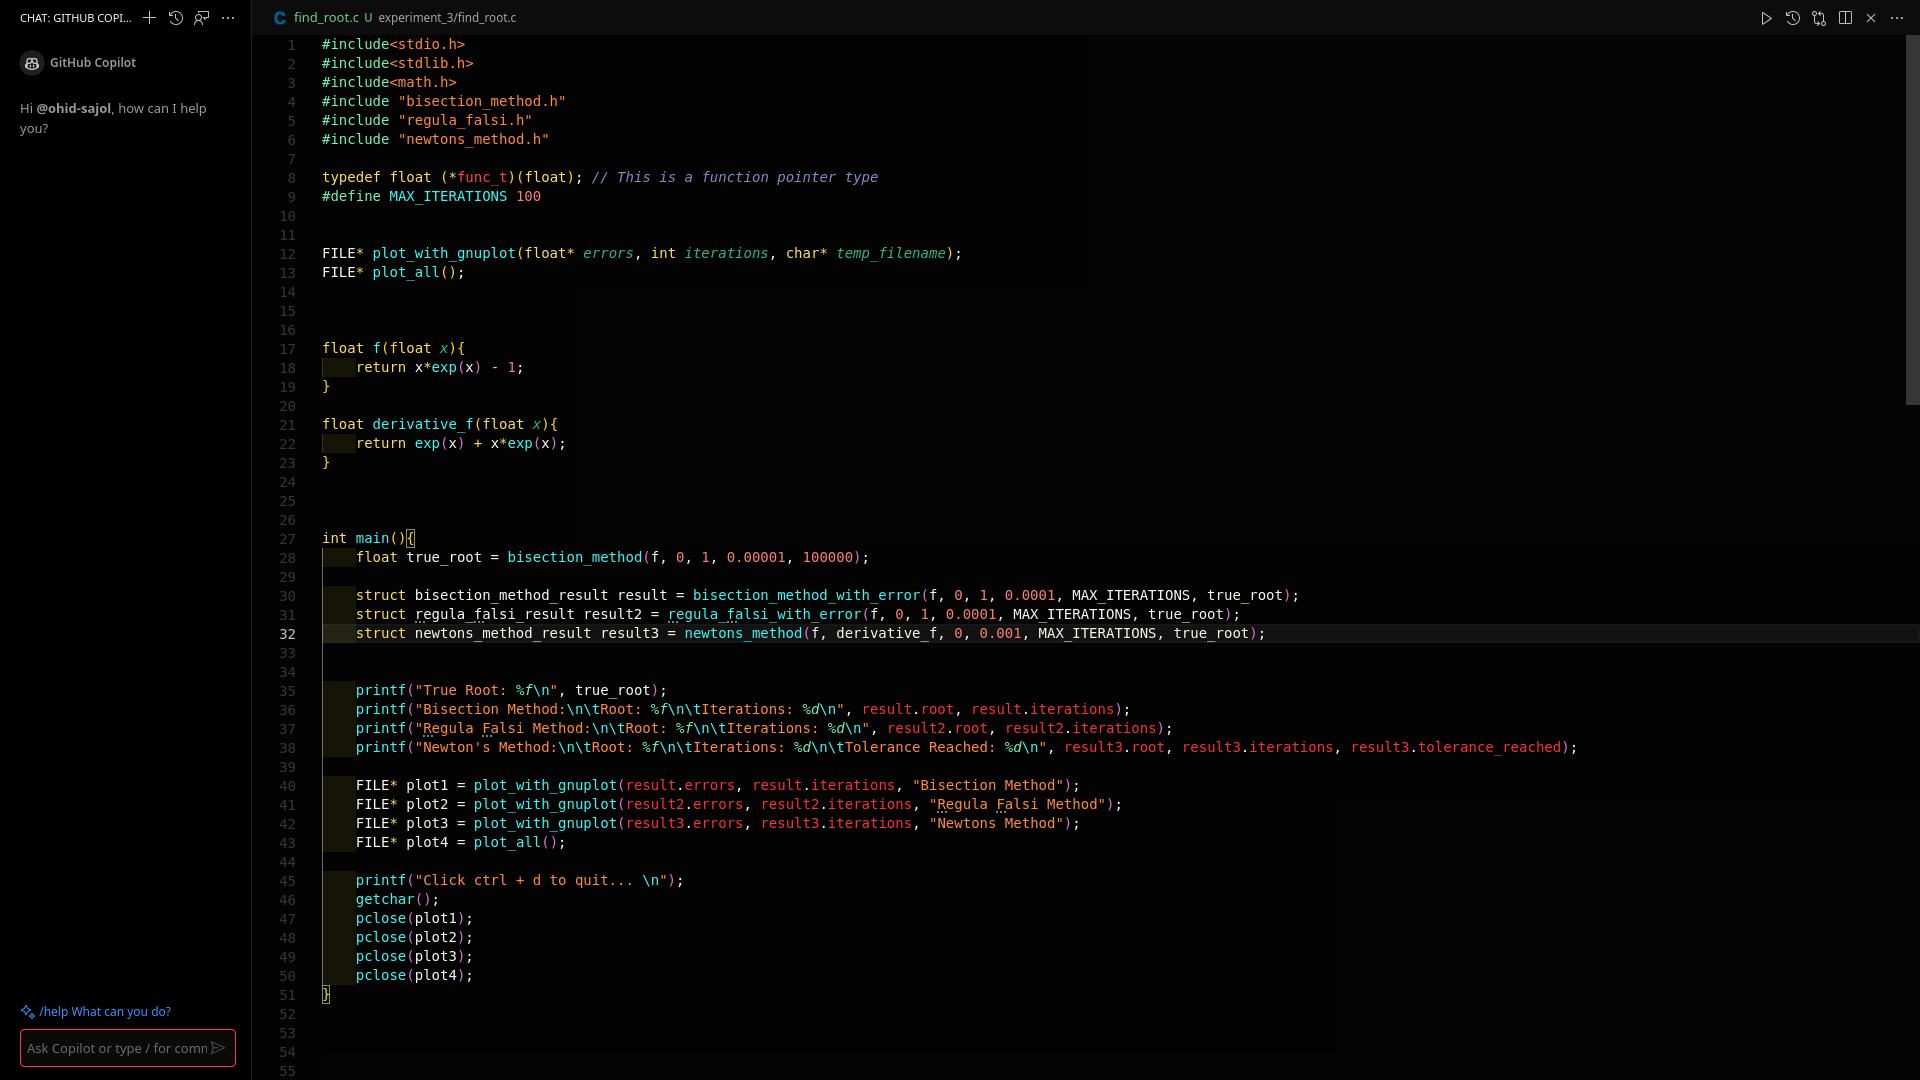 CHAT: GITHUB COPI...
GitHub Copilot
Hi @ohid-sajol, how can I help
you?
/help What can you do?
Ask Copilot or type / for comm
find_root.c U experiment_3/find_root.c
1 #include<stdio.h>
2 #include<stdlib.h>
3 #include<math.h>
4 #include "bisection_method.h"
5 #include "regula_falsi.h"
6 #include "newtons_method.h"
7
8 typedef float (*func_t)(float); // This is a function pointer type
9 #define MAX_ITERATIONS 100
10
11
12 FILE* plot_with_gnuplot(float* errors, int iterations, char* temp_filename);
13 FILE* plot_all();
14
15
16
17 float f(float x){
18     return x*exp(x) - 1;
19 }
20
21 float derivative_f(float x){
22     return exp(x) + x*exp(x);
23 }
24
25
26
27 int main(){
28     float true_root = bisection_method(f, 0, 1, 0.00001, 100000);
29
30     struct bisection_method_result result = bisection_method_with_error(f, 0, 1, 0.0001, MAX_ITERATIONS, true_root);
31     struct regula_falsi_result result2 = regula_falsi_with_error(f, 0, 1, 0.0001, MAX_ITERATIONS, true_root);
32     struct newtons_method_result result3 = newtons_method(f, derivative_f, 0, 0.001, MAX_ITERATIONS, true_root);
33
34
35     printf("True Root: %f\n", true_root);
36     printf("Bisection Method:\n\tRoot: %f\n\tIterations: %d\n", result.root, result.iterations);
37     printf("Regula Falsi Method:\n\tRoot: %f\n\tIterations: %d\n", result2.root, result2.iterations);
38     printf("Newton's Method:\n\tRoot: %f\n\tIterations: %d\n\tTolerance Reached: %d\n", result3.root, result3.iterations, result3.tolerance_reached);
39
40     FILE* plot1 = plot_with_gnuplot(result.errors, result.iterations, "Bisection Method");
41     FILE* plot2 = plot_with_gnuplot(result2.errors, result2.iterations, "Regula Falsi Method");
42     FILE* plot3 = plot_with_gnuplot(result3.errors, result3.iterations, "Newtons Method");
43     FILE* plot4 = plot_all();
44
45     printf("Click ctrl + d to quit... \n");
46     getchar();
47     pclose(plot1);
48     pclose(plot2);
49     pclose(plot3);
50     pclose(plot4);
51 }
52
53
54
55